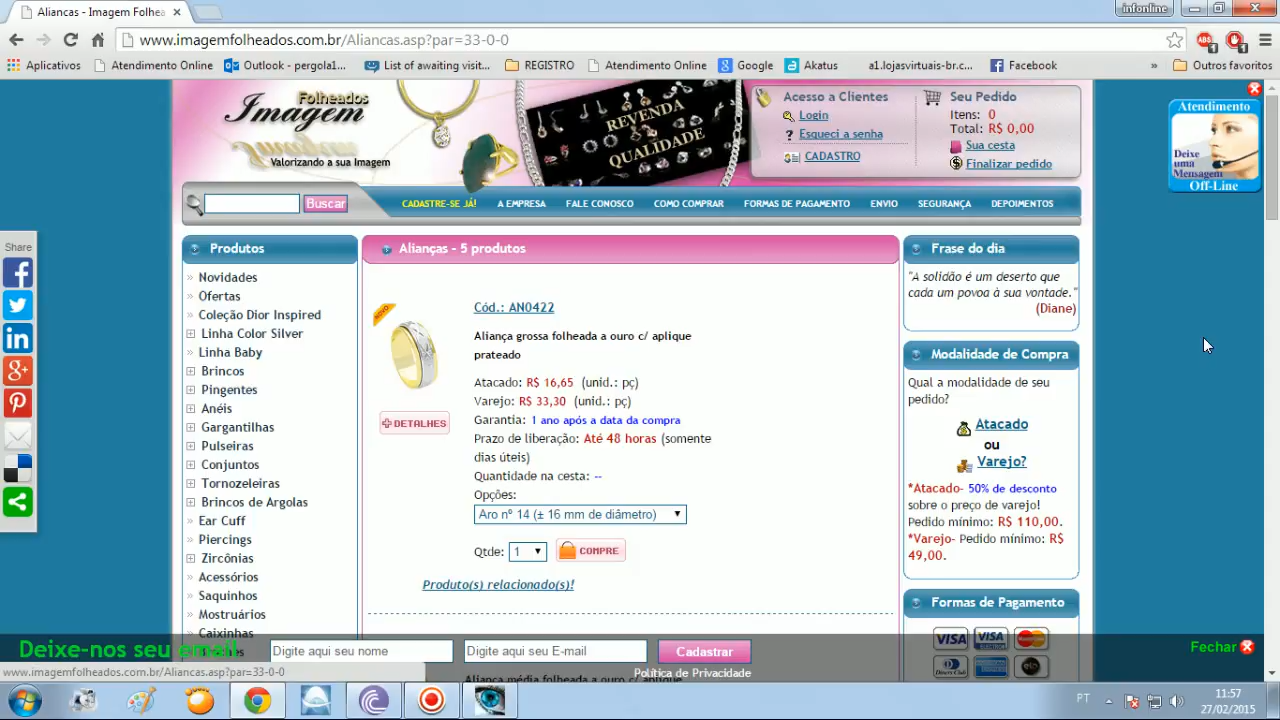 Aliancas - Imagem Folhea
infonline
www.imagemfolheados.com.br/Aliancas.asp?par=33-0-0
Aplicativos
Atendimento Online
Outlook - pergola1...
List of awaiting visit...
REGISTRO
Atendimento Online
Google
Akatus
a1.lojasvirtuais-br.c...
Facebook
»
Outros favoritos
Folheados
Imagem
Valorizando a sua Imagem
REVENDA
QUALIDADE
Acesso a Clientes
Login
? Esqueci a senha
CADASTRO
Seu Pedido
Itens: 0
Total: R$ 0,00
Sua cesta
Finalizar pedido
Atendimento
Deixe
uma
Mensagem
Off-Line
Buscar
CADASTRE-SE JÁ!
A EMPRESA
FALE CONOSCO
COMO COMPRAR
FORMAS DE PAGAMENTO
ENVIO
SEGURANÇA
DEPOIMENTOS
Share
Produtos
Novidades
Ofertas
Coleção Dior Inspired
Linha Color Silver
Linha Baby
Brincos
Pingentes
Anéis
Gargantilhas
Pulseiras
Conjuntos
Tornozeleiras
Brincos de Argolas
Ear Cuff
Piercings
Zircônias
Acessórios
Saquinhos
Mostruários
Caixinhas
Alianças - 5 produtos
NOVO
DETALHES
Cód.: AN0422
Aliança grossa folheada a ouro c/ aplique
prateado
Atacado: R$ 16,65 (unid.: pç)
Varejo: R$ 33,30 (unid.: pç)
Garantia: 1 ano após a data da compra
Prazo de liberação: Até 48 horas (somente
dias úteis)
Quantidade na cesta: --
Opções:
Aro nº 14 (± 16 mm de diâmetro)
Qtde: 1 COMPRE
Produto(s) relacionado(s)!
Aliança média folheada a ouro c/ aplique
Frase do dia
"A solidão é um deserto que
cada um povoa à sua vontade."
(Diane)
Modalidade de Compra
Qual a modalidade de seu
pedido?
Atacado
ou
Varejo?
*Atacado- 50% de desconto
sobre o preço de varejo!
Pedido mínimo: R$ 110,00.
*Varejo- Pedido mínimo: R$
49,00.
Formas de Pagamento
VISA
VISA
MasterCard
elo
Deixe-nos seu email
Digite aqui seu nome
Digite aqui seu E-mail
Cadastrar
Política de Privacidade
Fechar
www.imagemfolheados.com.br/Aliancas.asp?par=33-0-0
PT
11:57
27/02/2015